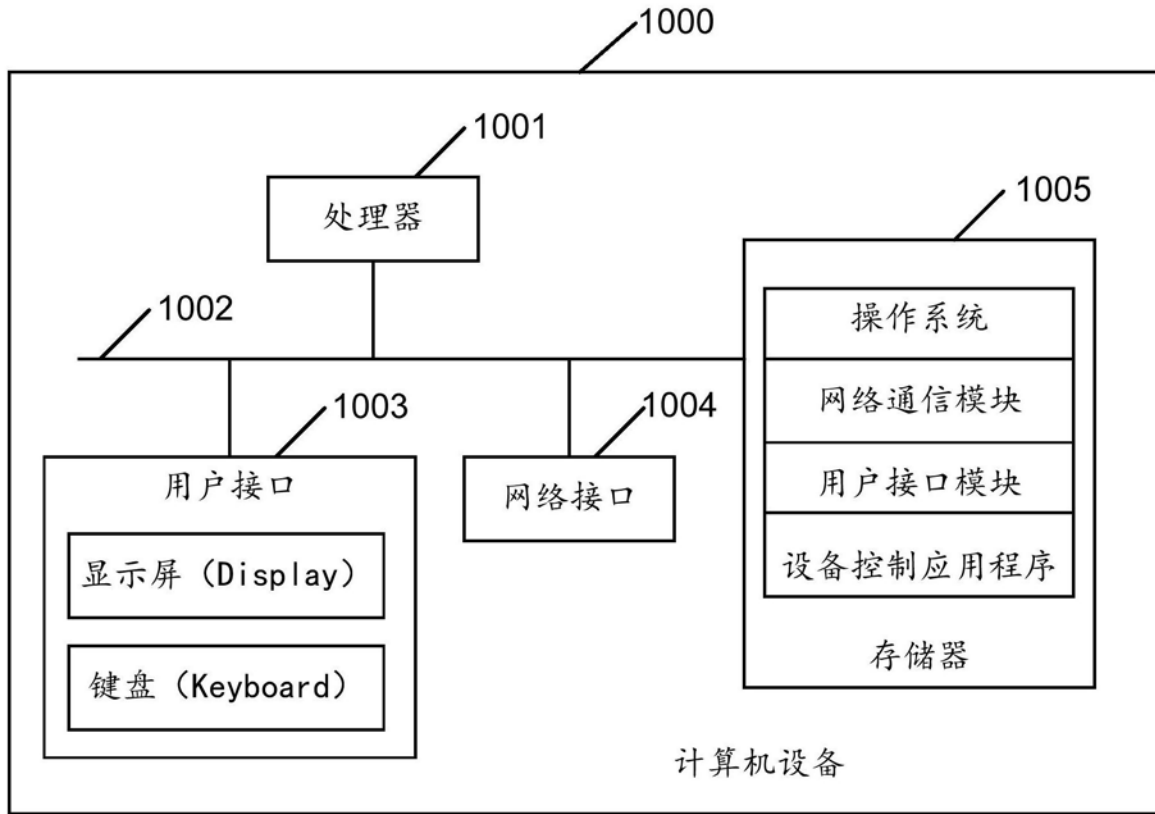 1000
1001
处理器
1005
1002
操作系统
网络通信模块
用户接口模块
设备控制应用程序
存储器
1003
用户接口
显示屏（Display）
键盘（Keyboard）
1004
网络接口
计算机设备